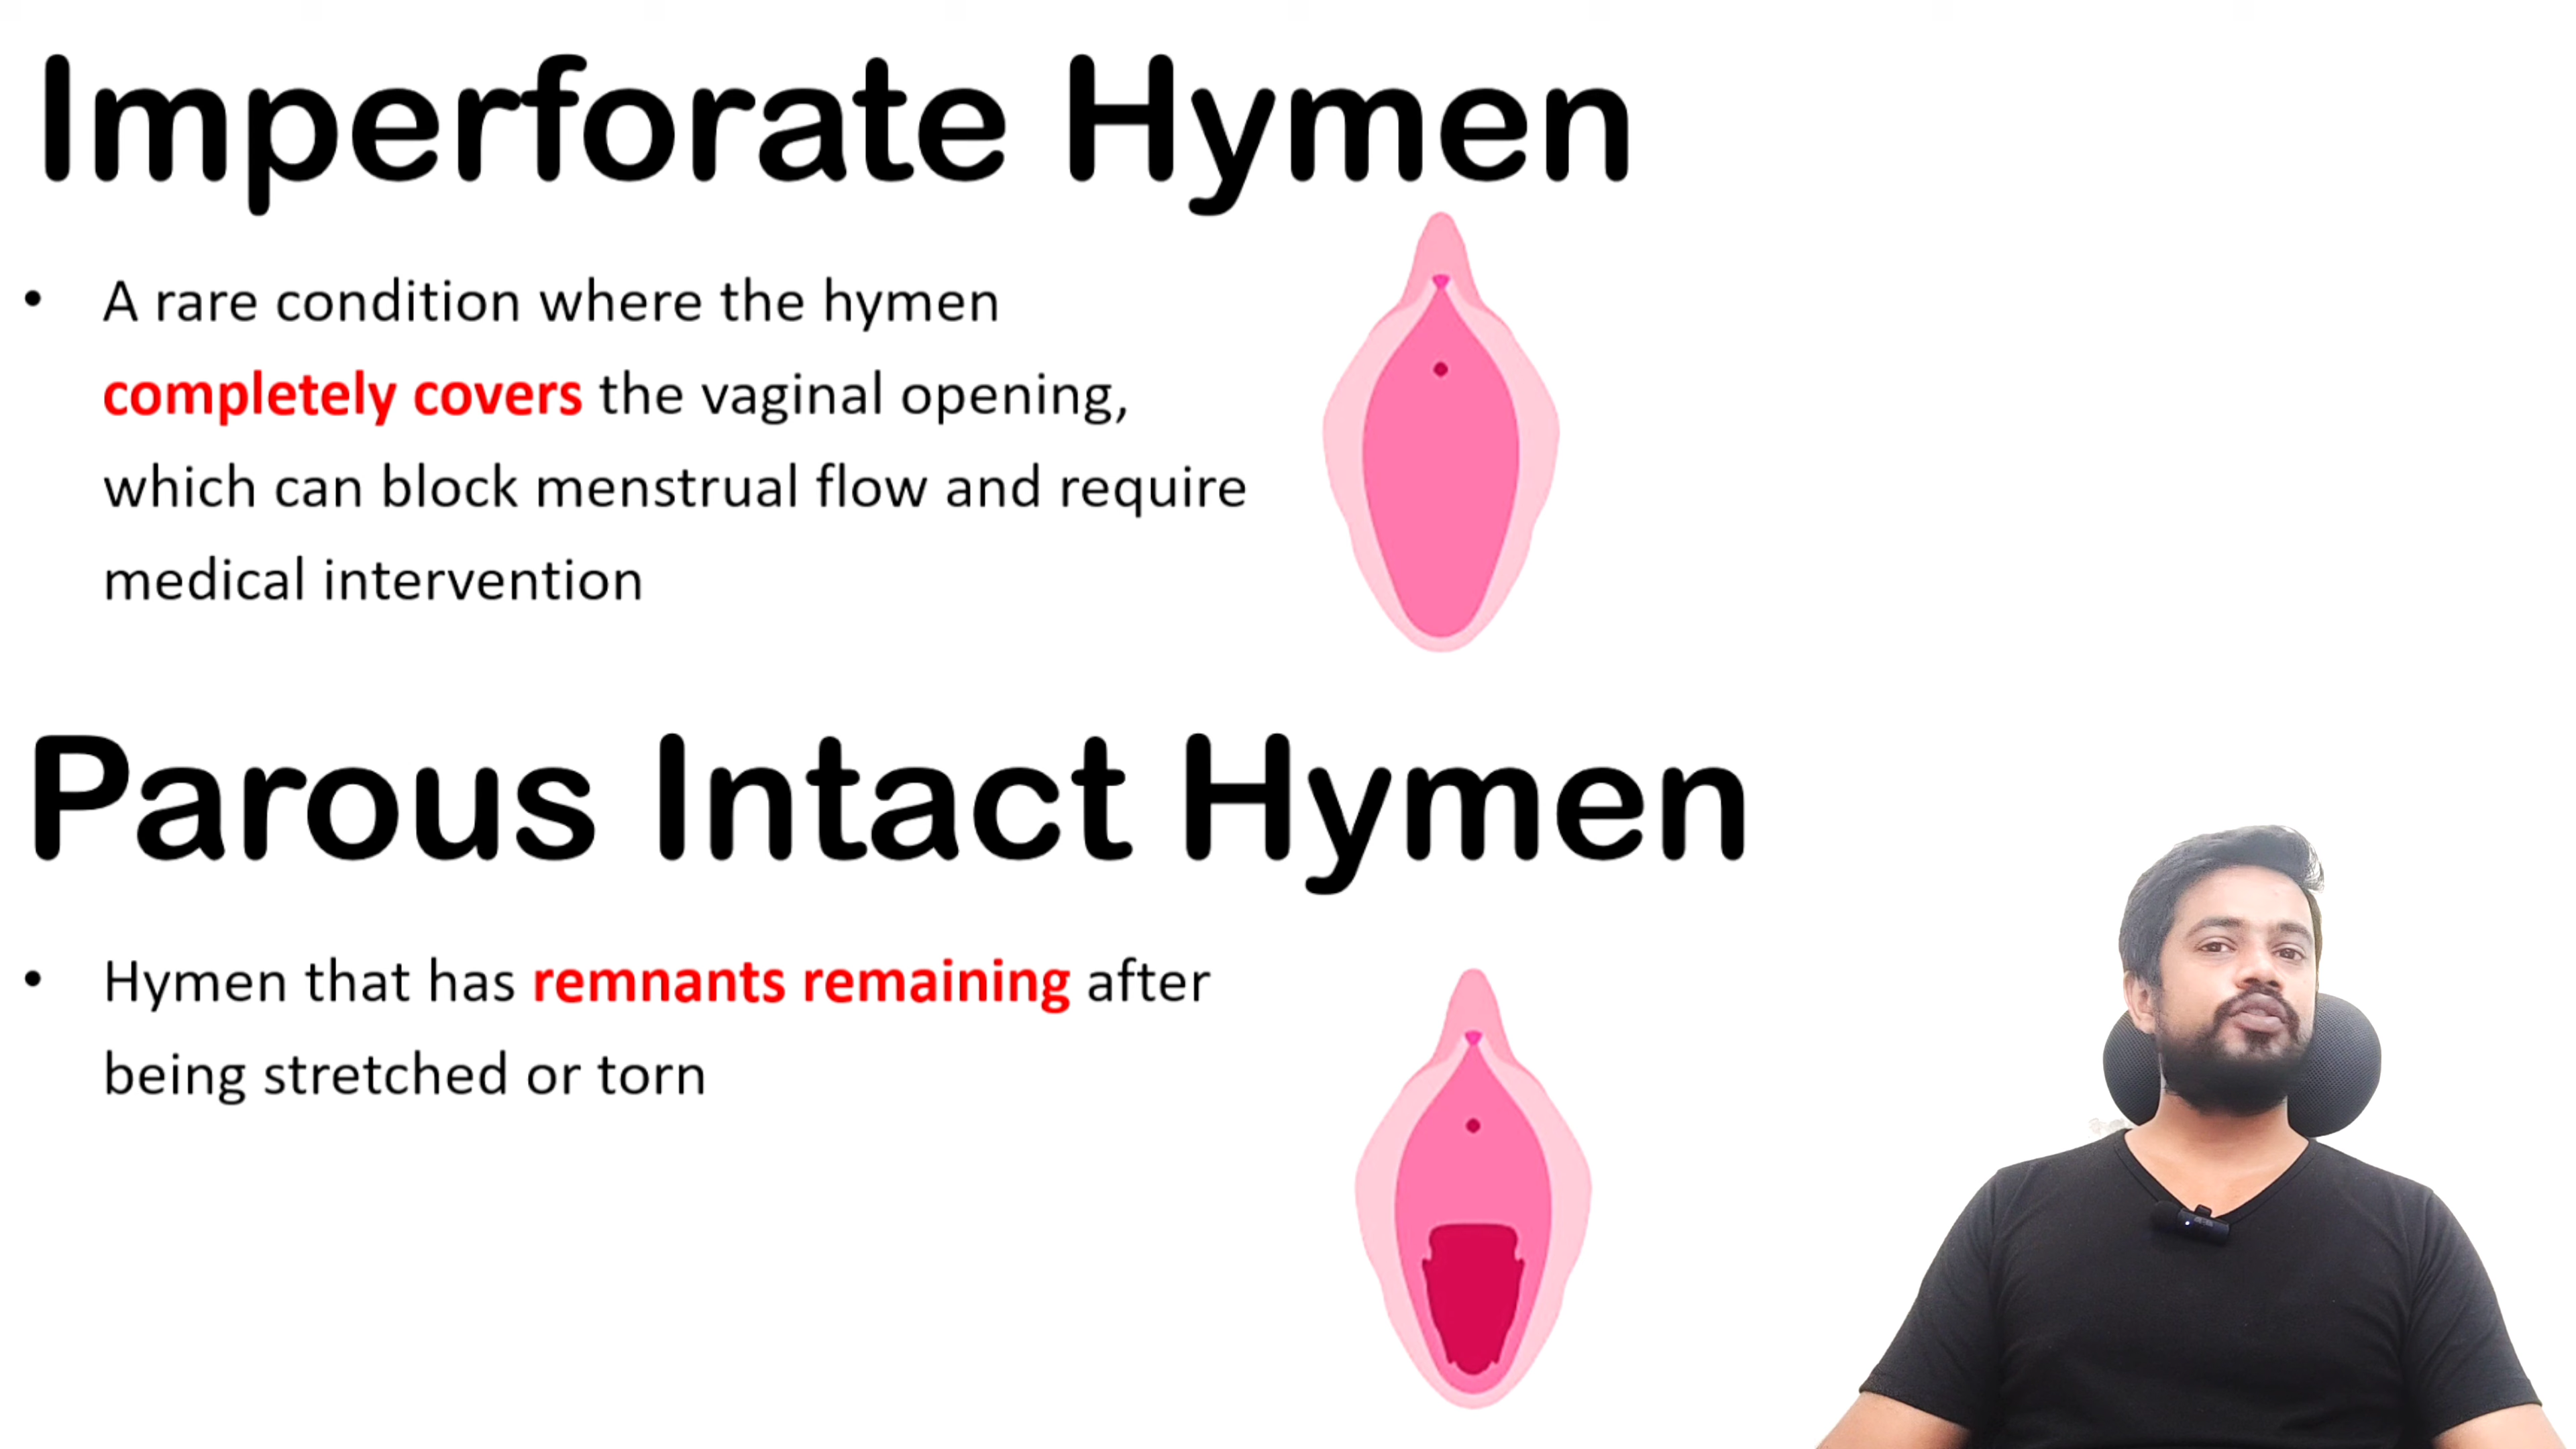 Imperforate Hymen
• A rare condition where the hymen
completely covers the vaginal opening,
which can block menstrual flow and require
medical intervention
Parous Intact Hymen
• Hymen that has remnants remaining after
being stretched or torn